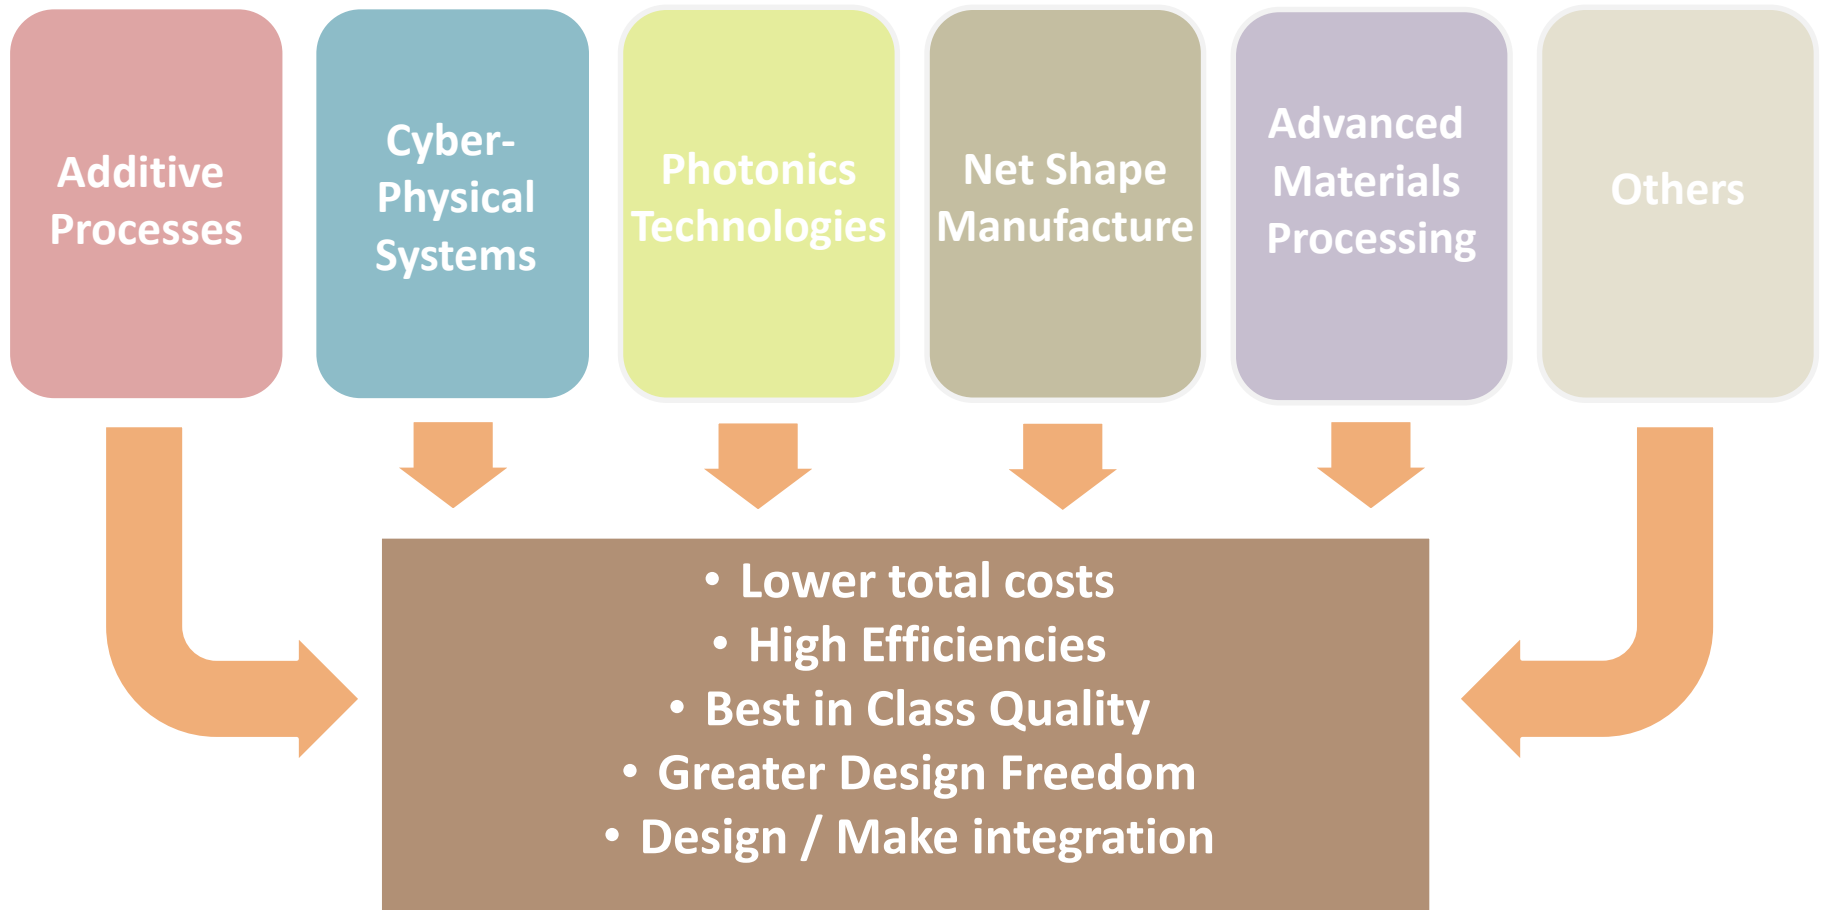 Additive
Processes
Cyber-
Physical
Systems
Photonics
Technologies
Net Shape
Manufacture
Advanced
Materials
Processing
Others
• Lower total costs
• High Efficiencies
• Best in Class Quality
• Greater Design Freedom
• Design / Make integration